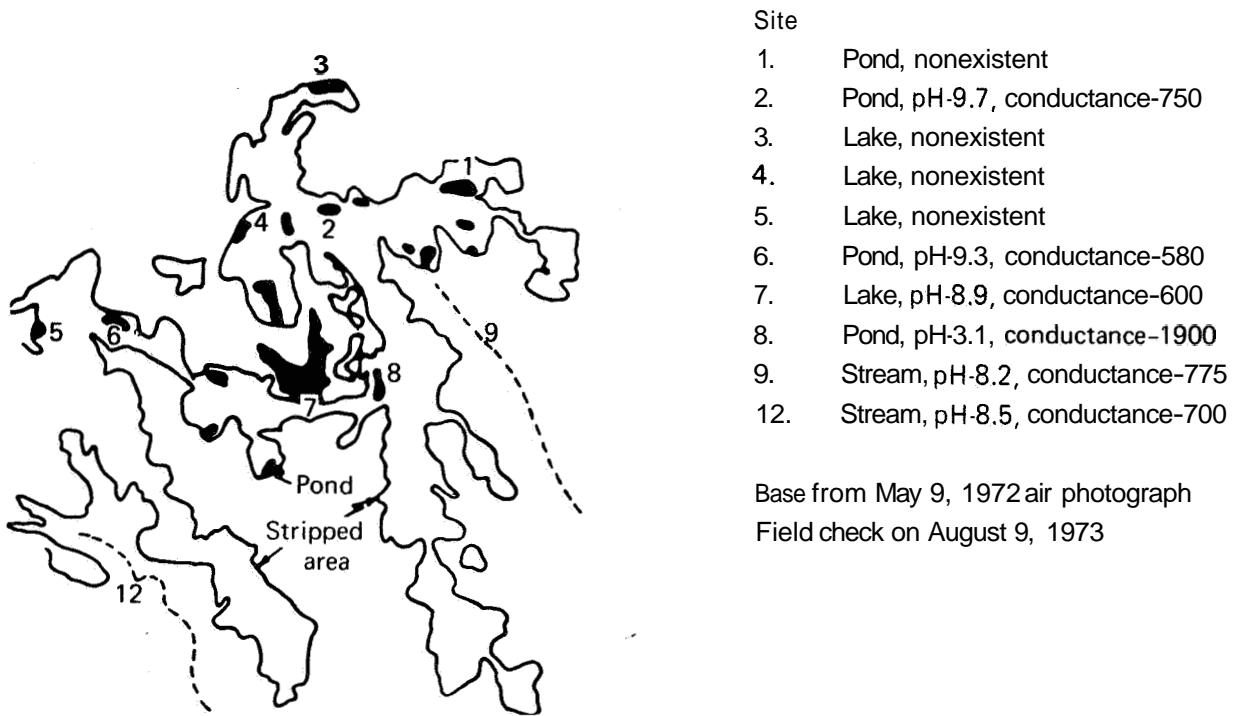 3
1
4
2
5
6
9
8
7
Pond
Stripped
area
12
Site
1. Pond, nonexistent
2. Pond, pH-9.7, conductance-750
3. Lake, nonexistent
4. Lake, nonexistent
5. Lake, nonexistent
6. Pond, pH-9.3, conductance-580
7. Lake, pH-8.9, conductance-600
8. Pond, pH-3.1, conductance-1900
9. Stream, pH-8.2, conductance-775
12. Stream, pH-8.5, conductance-700
Base from May 9, 1972 air photograph
Field check on August 9, 1973